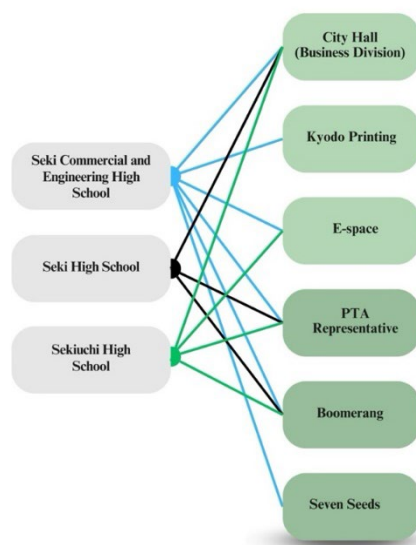 City Hall
(Business Division)
Kyodo Printing
Seki Commercial and
Engineering High
School
E-space
Seki High School
PTA
Representative
Sekiuchi High
School
Boomerang
Seven Seeds